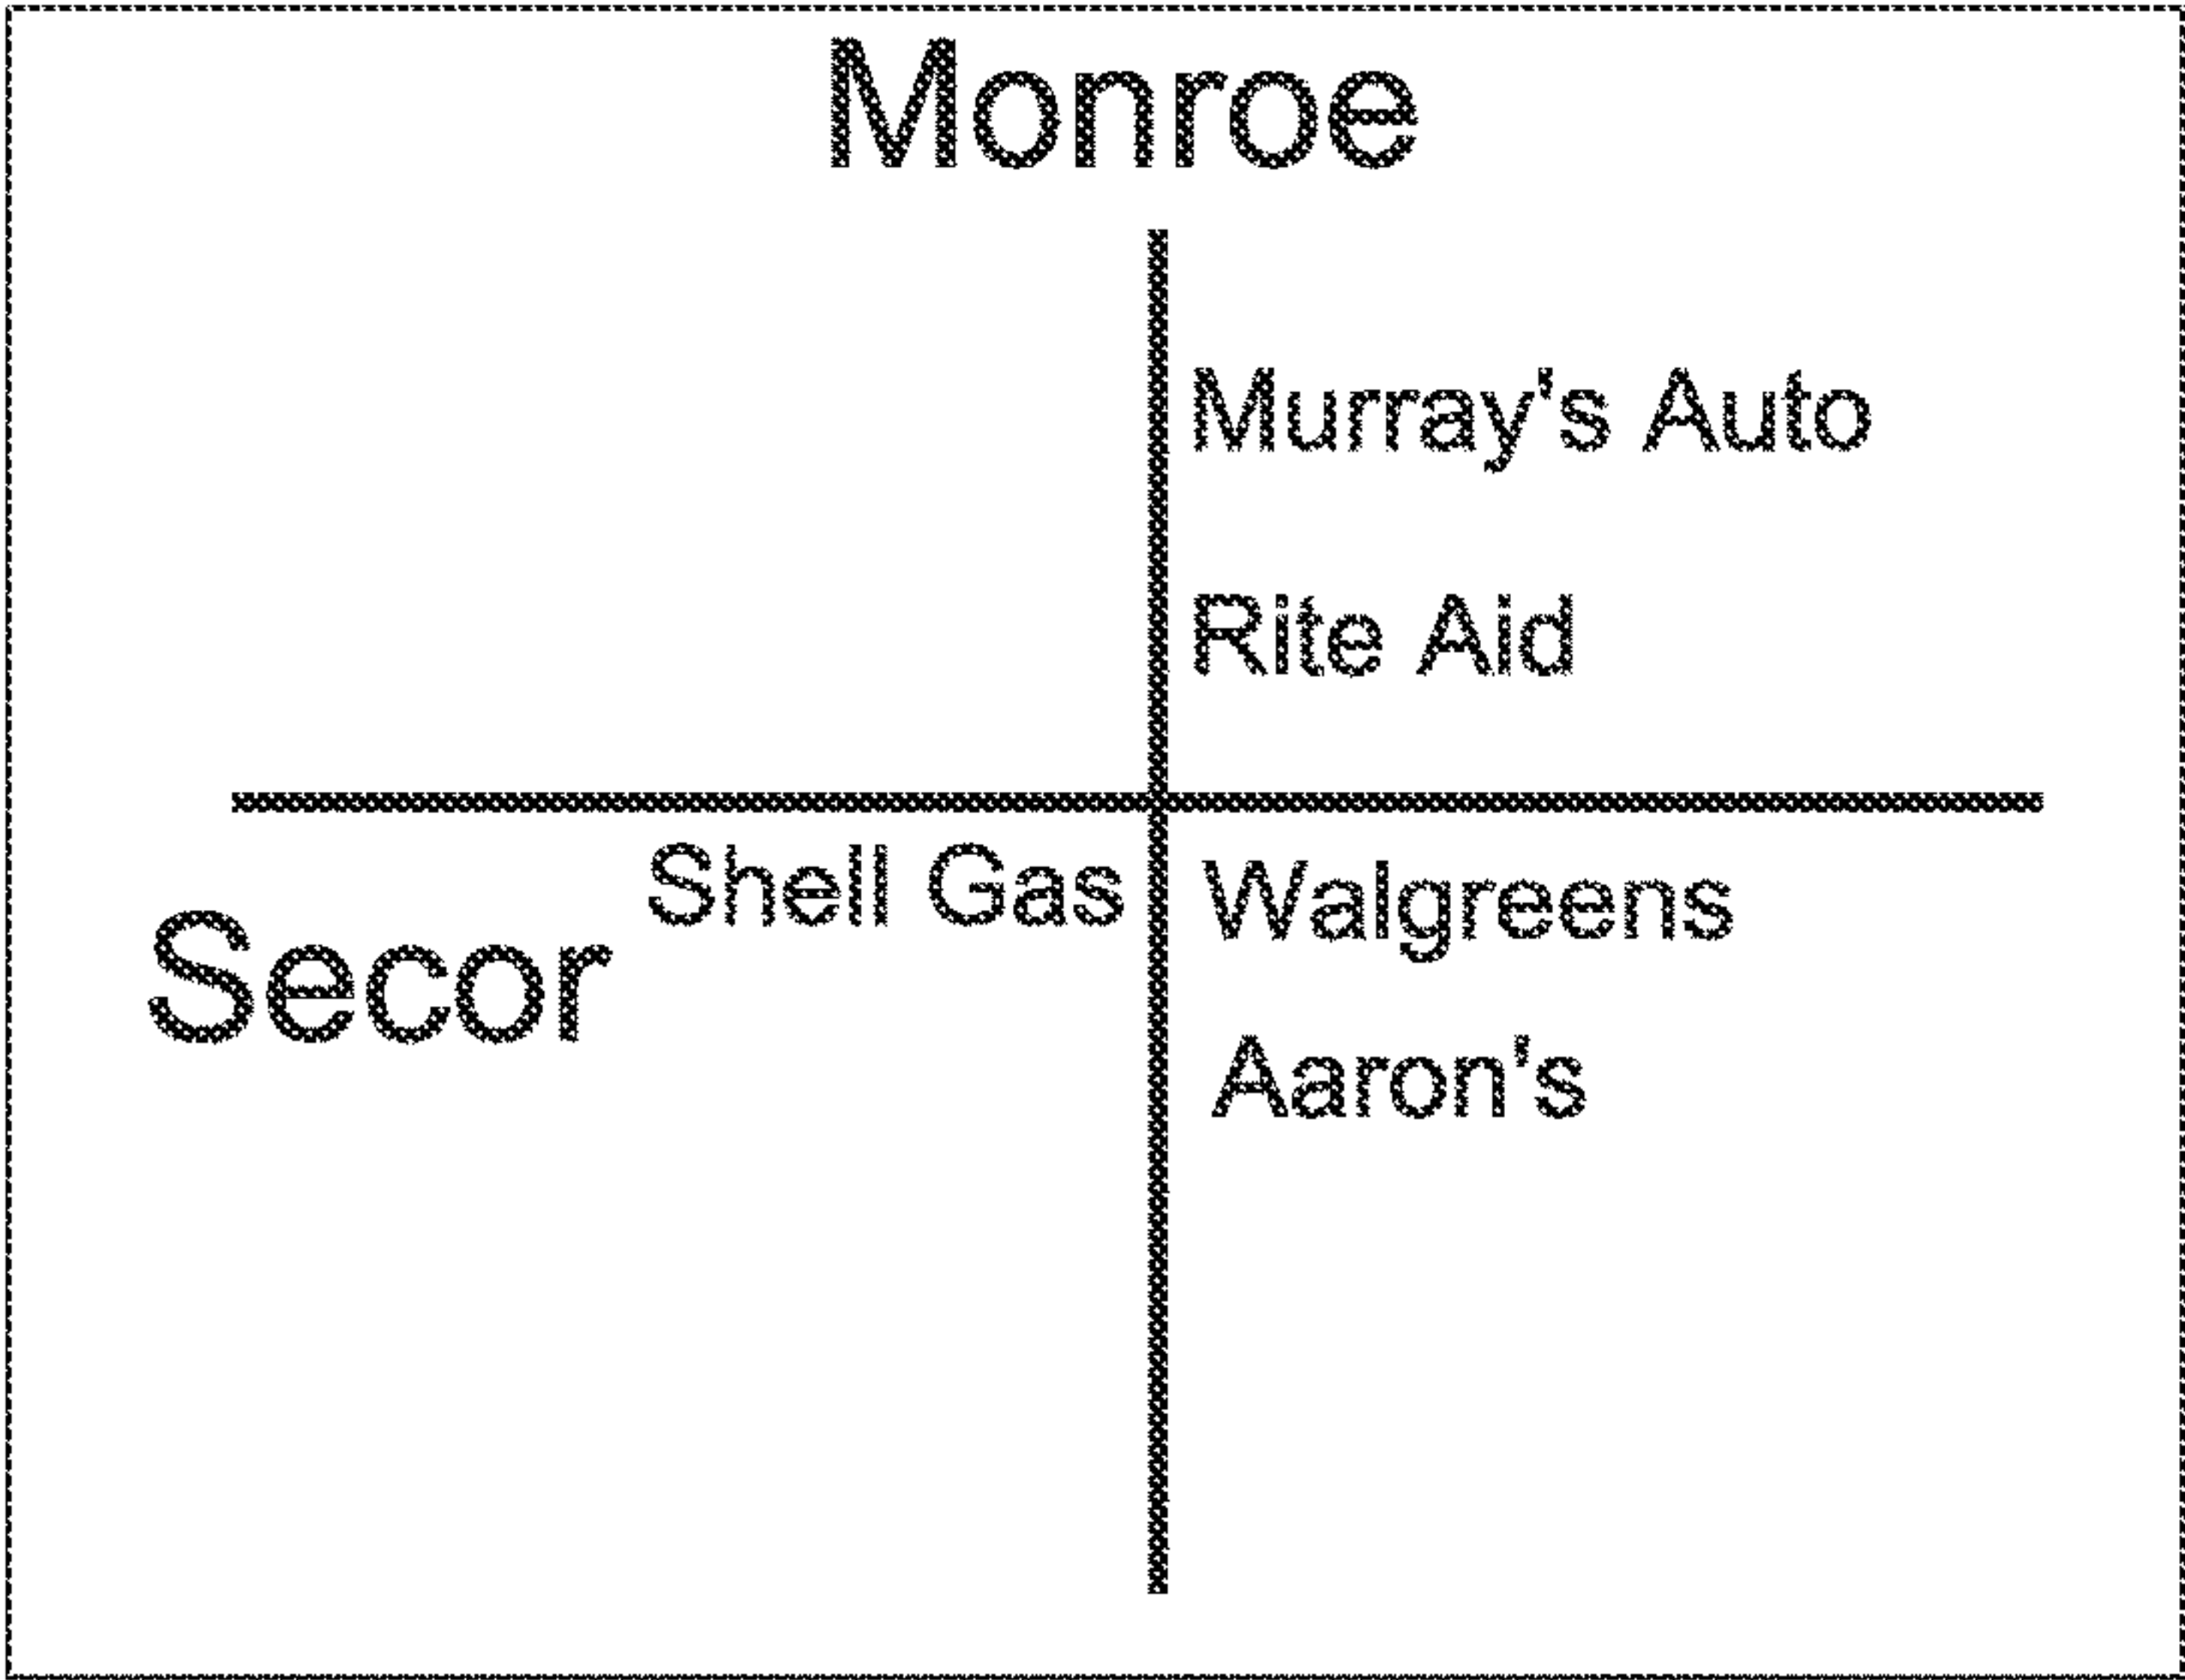 Monroe
Murray's Auto
Rite Aid
Shell Gas
Walgreens
Secor
Aaron's